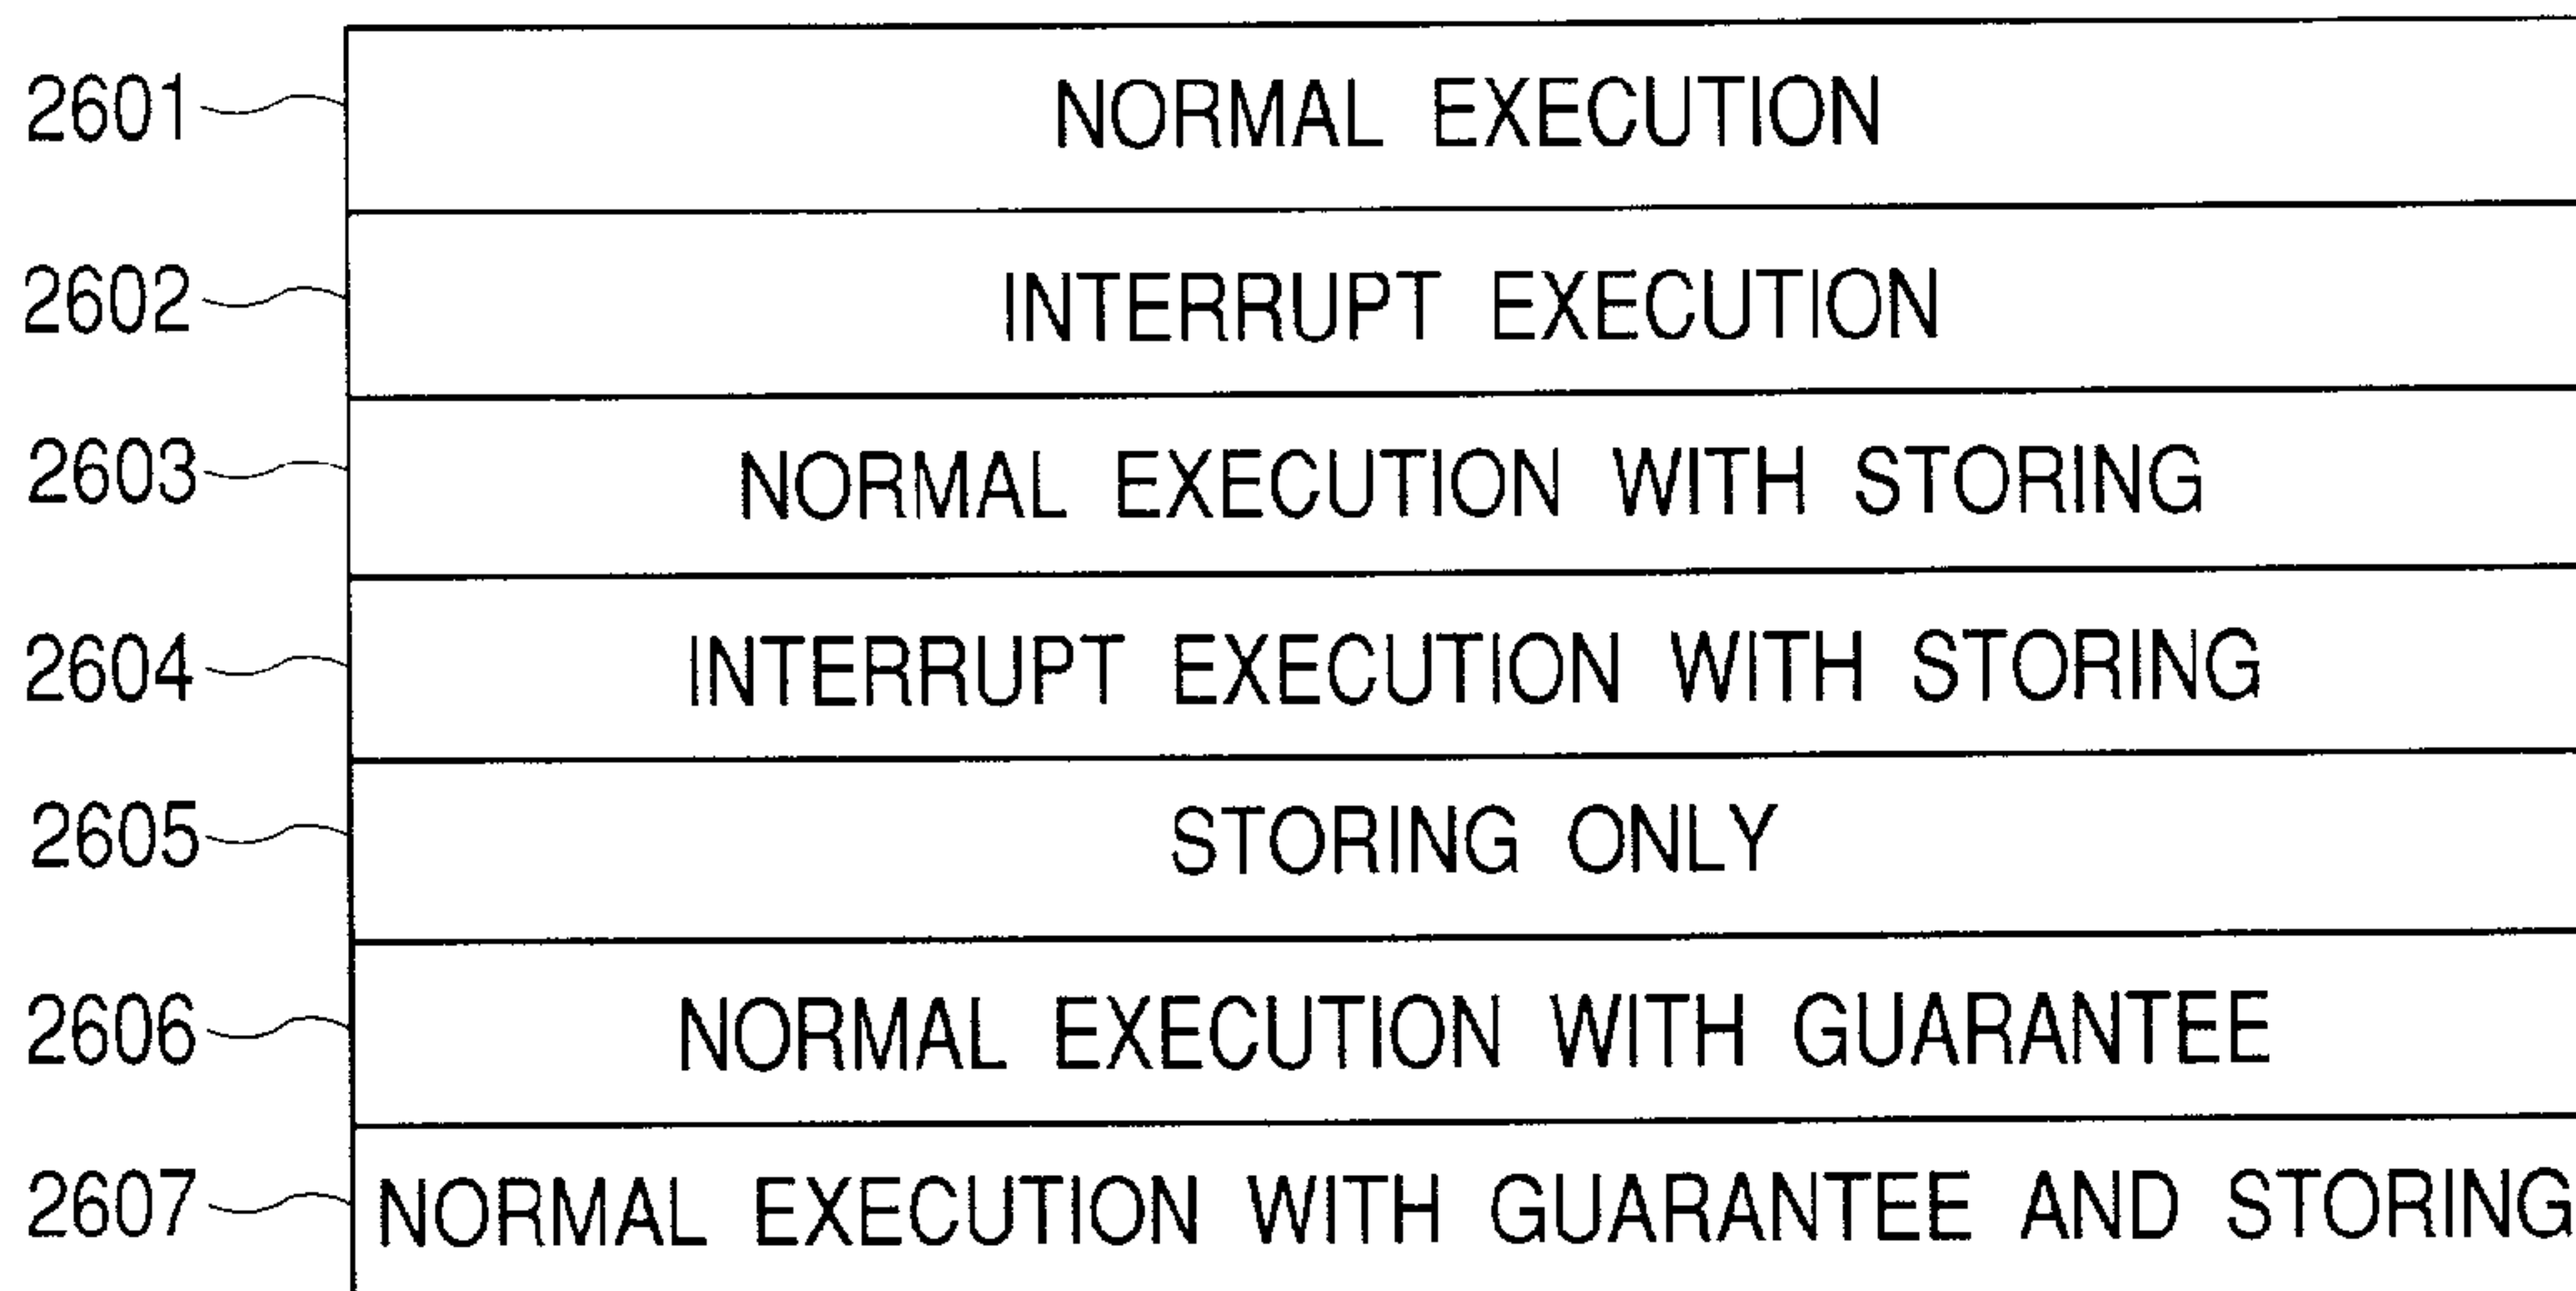 2601 NORMAL EXECUTION
2602 INTERRUPT EXECUTION
2603 NORMAL EXECUTION WITH STORING
2604 INTERRUPT EXECUTION WITH STORING
2605 STORING ONLY
2606 NORMAL EXECUTION WITH GUARANTEE
2607 NORMAL EXECUTION WITH GUARANTEE AND STORING